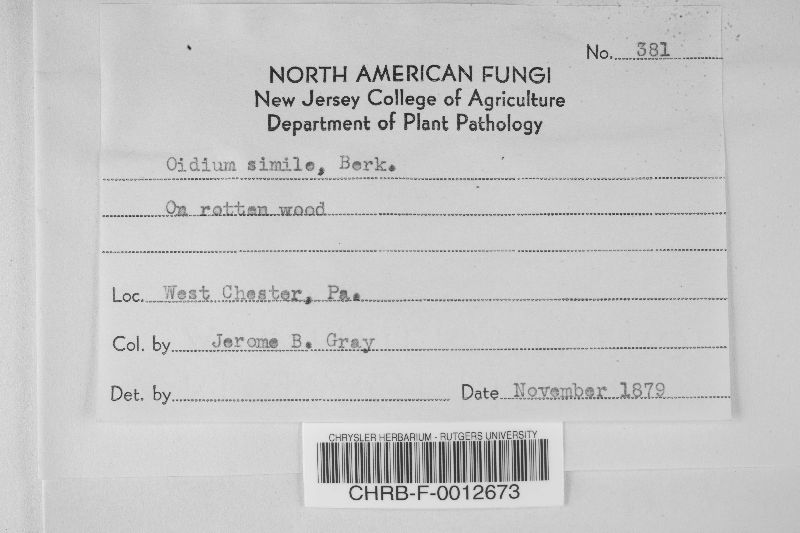 No. 381
NORTH AMERICAN FUNGI
New Jersey College of Agriculture
Department of Plant Pathology
Oidium simile, Berk.
On rotten wood
Loc. West Chester, Pa.
Col. by Jerome B. Gray
Det. by Date November 1879
CHRYSLER HERBARIUM - RUTGERS UNIVERSITY
CHRB-F-0012673